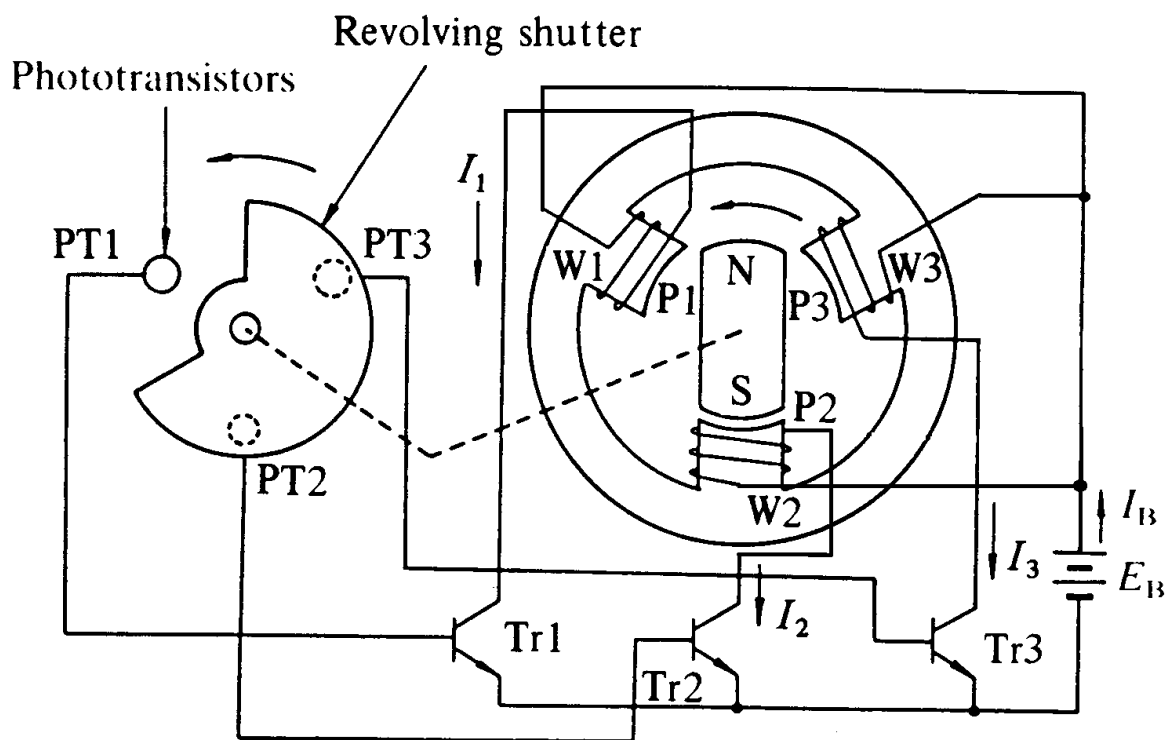 Revolving shutter
Phototransistors
I1
PT1
PT3
W1
P1
N
P3
W3
S
P2
PT2
W2
IB
I3
EB
I2
Tr1
Tr2
Tr3